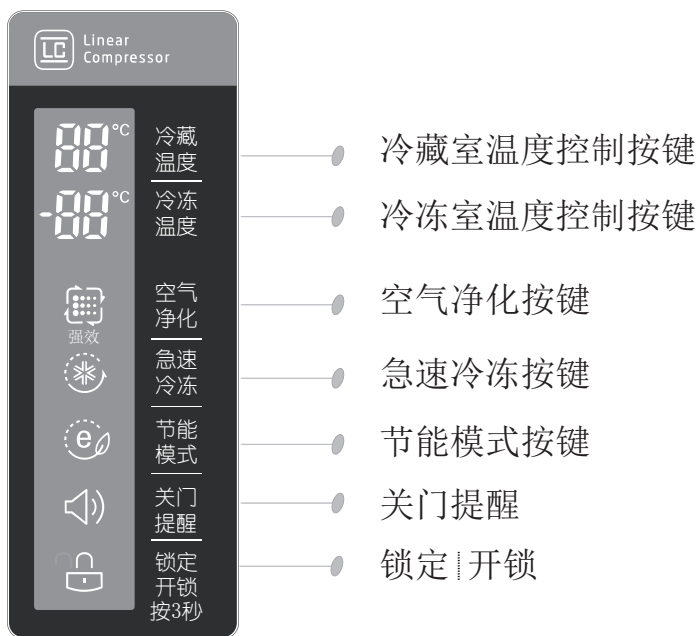 LC
Linear
Compressor
88°C
冷藏
温度
冷藏室温度控制按键
-88°C
冷冻
温度
冷冻室温度控制按键
强效
空气
净化
空气净化按键
急速
冷冻
急速冷冻按键
e
节能
模式
节能模式按键
关门
提醒
关门提醒
锁定
开锁
按3秒
锁定┊开锁